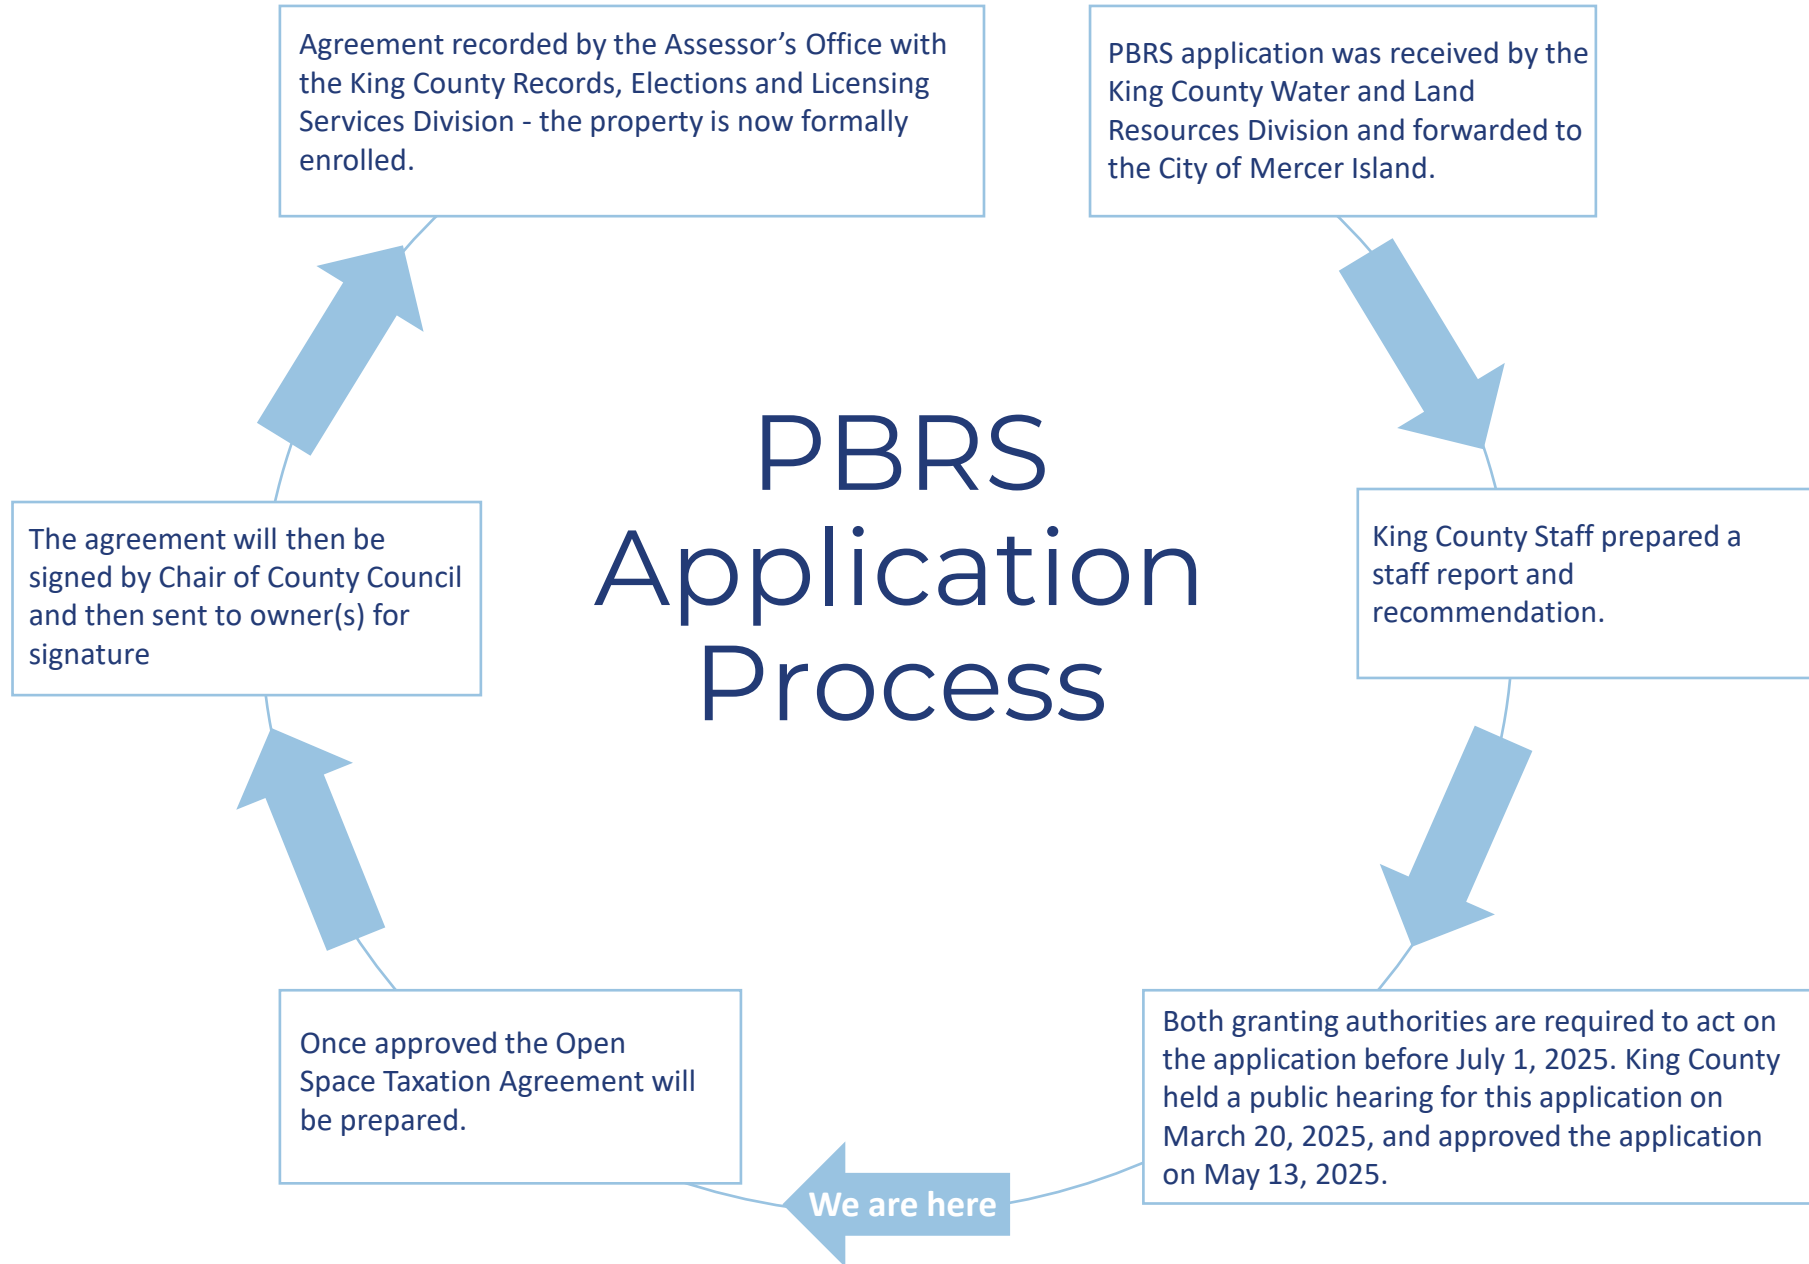 PBRS
Application
Process
PBRS application was received by the
King County Water and Land
Resources Division and forwarded to
the City of Mercer Island.
King County Staff prepared a
staff report and
recommendation.
Both granting authorities are required to act on
the application before July 1, 2025. King County
held a public hearing for this application on
March 20, 2025, and approved the application
on May 13, 2025.
We are here
Once approved the Open
Space Taxation Agreement will
be prepared.
The agreement will then be
signed by Chair of County Council
and then sent to owner(s) for
signature
Agreement recorded by the Assessor’s Office with
the King County Records, Elections and Licensing
Services Division - the property is now formally
enrolled.